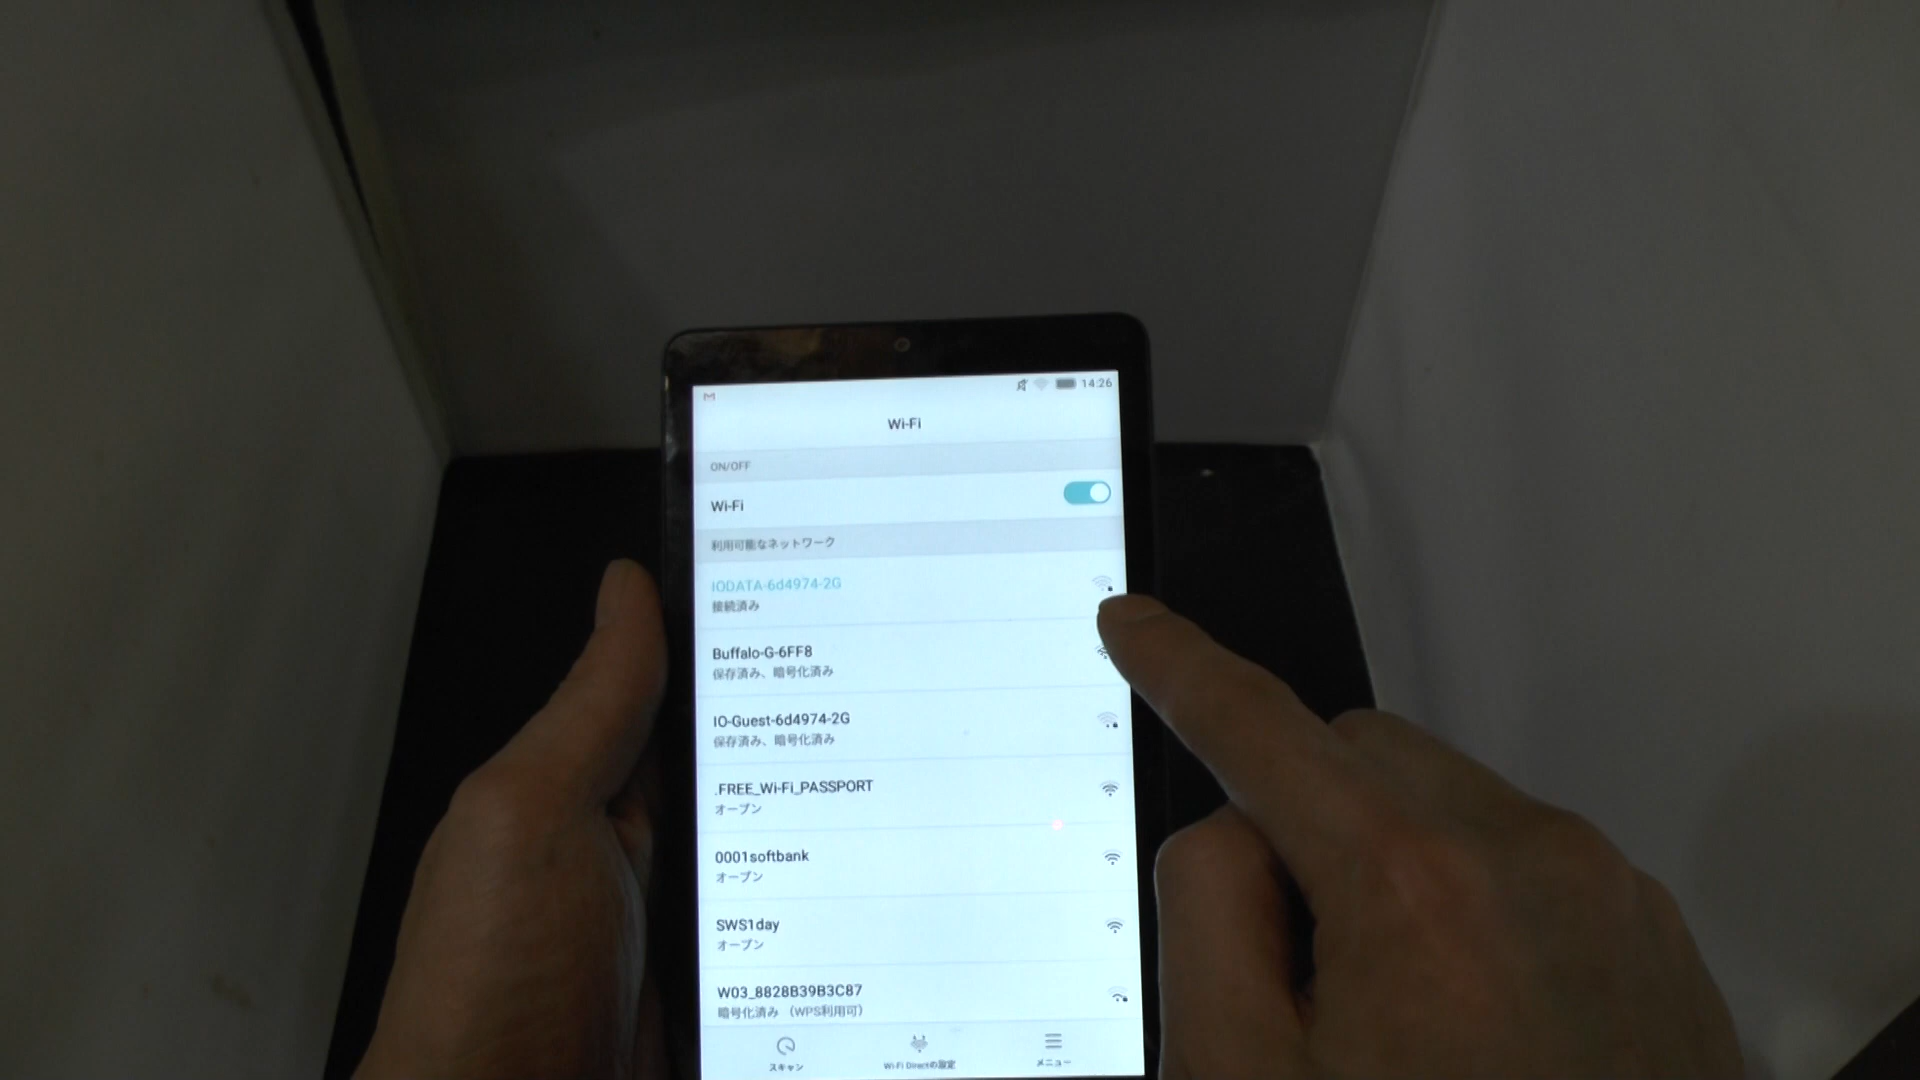 14:26
Wi-Fi
ON/OFF
Wi-Fi
利用可能なネットワーク
IODATA-6d4974-2G
接続済み
Buffalo-G-6FF8
保存済み、暗号化済み
IO-Guest-6d4974-2G
保存済み、暗号化済み
.FREE_Wi-Fi_PASSPORT
オープン
0001softbank
オープン
SWS1day
オープン
W03_8828B39B3C87
暗号化済み （WPS利用可）
スキャン
Wi-Fi Directの設定
メニュー